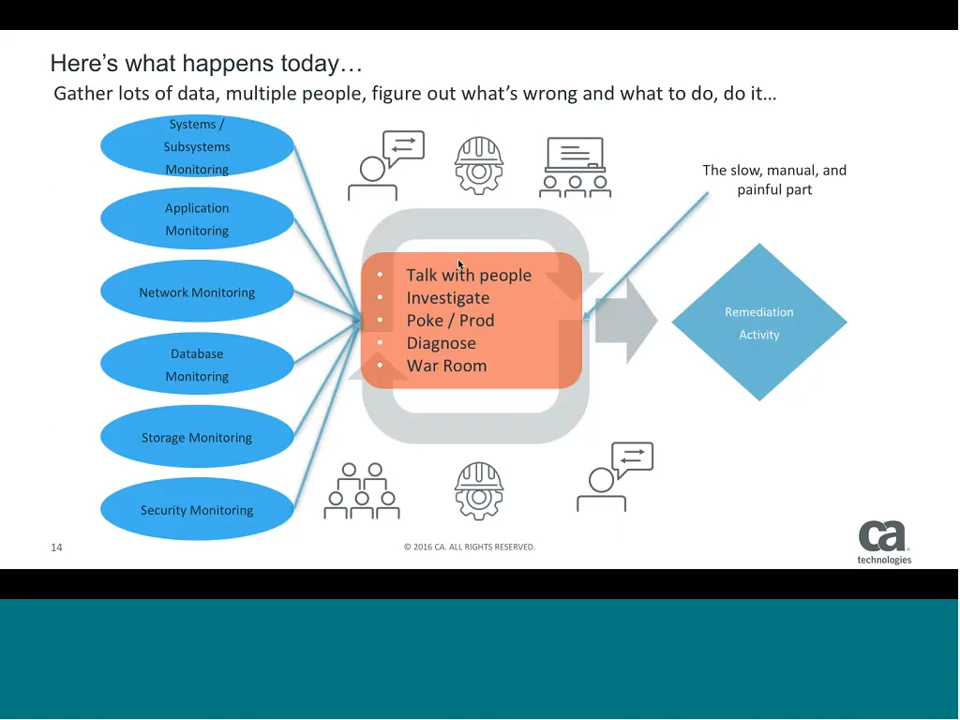 Here’s what happens today…
Gather lots of data, multiple people, figure out what’s wrong and what to do, do it…
Systems /
Subsystems
Monitoring
Application
Monitoring
Network Monitoring
Database
Monitoring
Storage Monitoring
Security Monitoring
• Talk with people
• Investigate
• Poke / Prod
• Diagnose
• War Room
The slow, manual, and
painful part
Remediation
Activity
14
© 2016 CA. ALL RIGHTS RESERVED.
ca
technologies